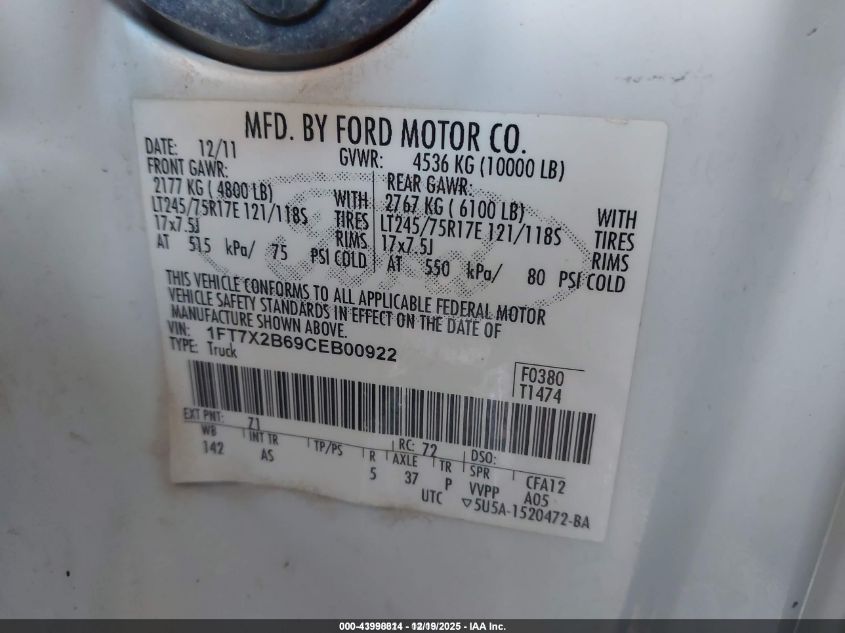 MFD. BY FORD MOTOR CO.
DATE: 12/11 GVWR: 4536 KG (10000 LB)
FRONT GAWR: REAR GAWR:
2177 KG ( 4800 LB) WITH 2767 KG ( 6100 LB) WITH
LT245/75R17E 121/118S TIRES LT245/75R17E 121/118S TIRES
17x7.5J RIMS 17x7.5J RIMS
AT 515 kPa/ 75 PSI COLD AT 550 kPa/ 80 PSI COLD
THIS VEHICLE CONFORMS TO ALL APPLICABLE FEDERAL MOTOR
VEHICLE SAFETY STANDARDS IN EFFECT ON THE DATE OF
MANUFACTURE SHOWN ABOVE.
VIN: 1FT7X2B69CEB00922
TYPE: Truck
F0380
T1474
EXT PNT: 71 RC: 72 DSO:
WB INT TR TP/PS R AXLE TR SPR CFA12
142 AS 5 37 P VVPP A05
UTC ▽5U5A-1520472-BA
12/19/2025 - IAA Inc.